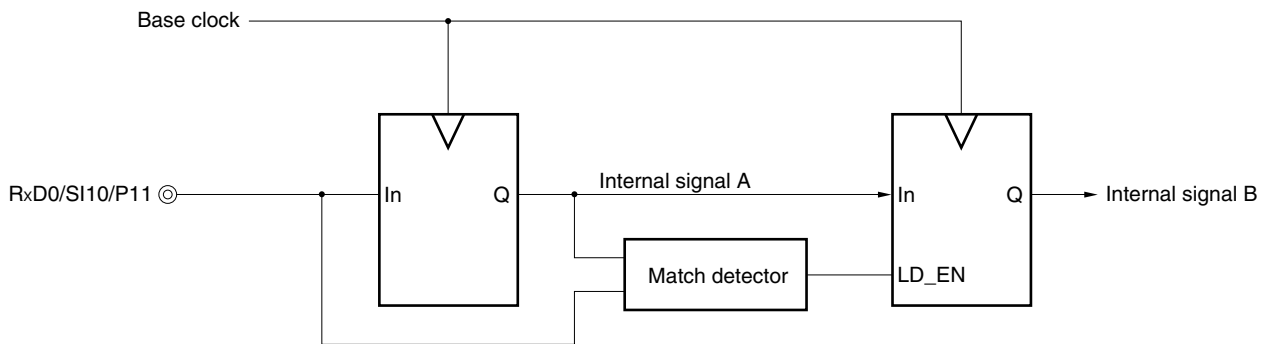 Base clock
RxD0/SI10/P11
In
Q
Internal signal A
In
Q
Internal signal B
Match detector
LD_EN